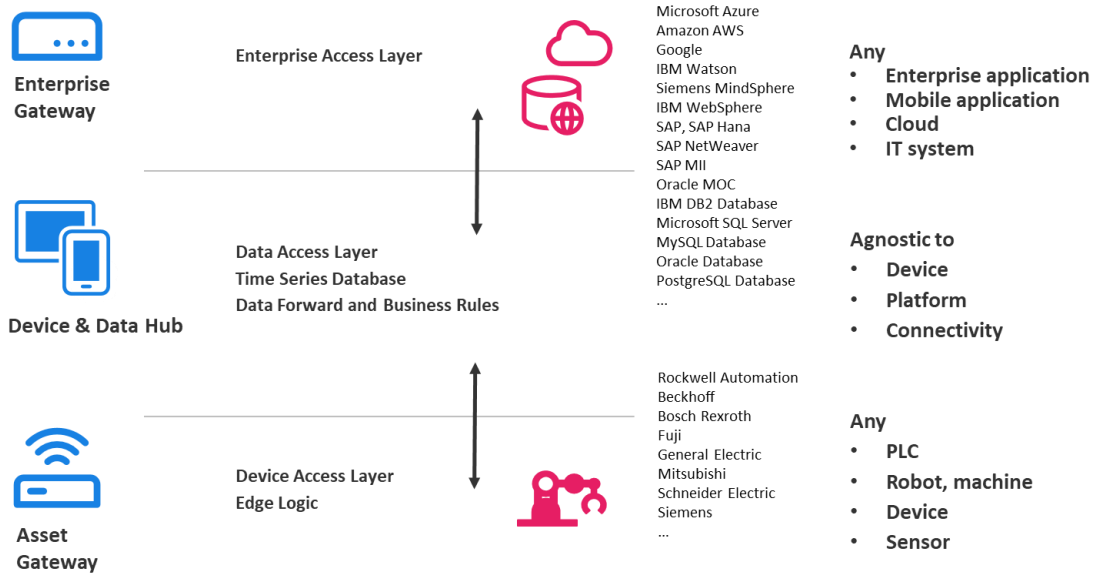 Enterprise
Gateway
Enterprise Access Layer
Microsoft Azure
Amazon AWS
Google
IBM Watson
Siemens MindSphere
IBM WebSphere
SAP, SAP Hana
SAP NetWeaver
SAP MII
Oracle MOC
IBM DB2 Database
Microsoft SQL Server
MySQL Database
Oracle Database
PostgreSQL Database
...
Any
• Enterprise application
• Mobile application
• Cloud
• IT system
Device & Data Hub
Data Access Layer
Time Series Database
Data Forward and Business Rules
Agnostic to
• Device
• Platform
• Connectivity
Asset
Gateway
Device Access Layer
Edge Logic
Rockwell Automation
Beckhoff
Bosch Rexroth
Fuji
General Electric
Mitsubishi
Schneider Electric
Siemens
...
Any
• PLC
• Robot, machine
• Device
• Sensor